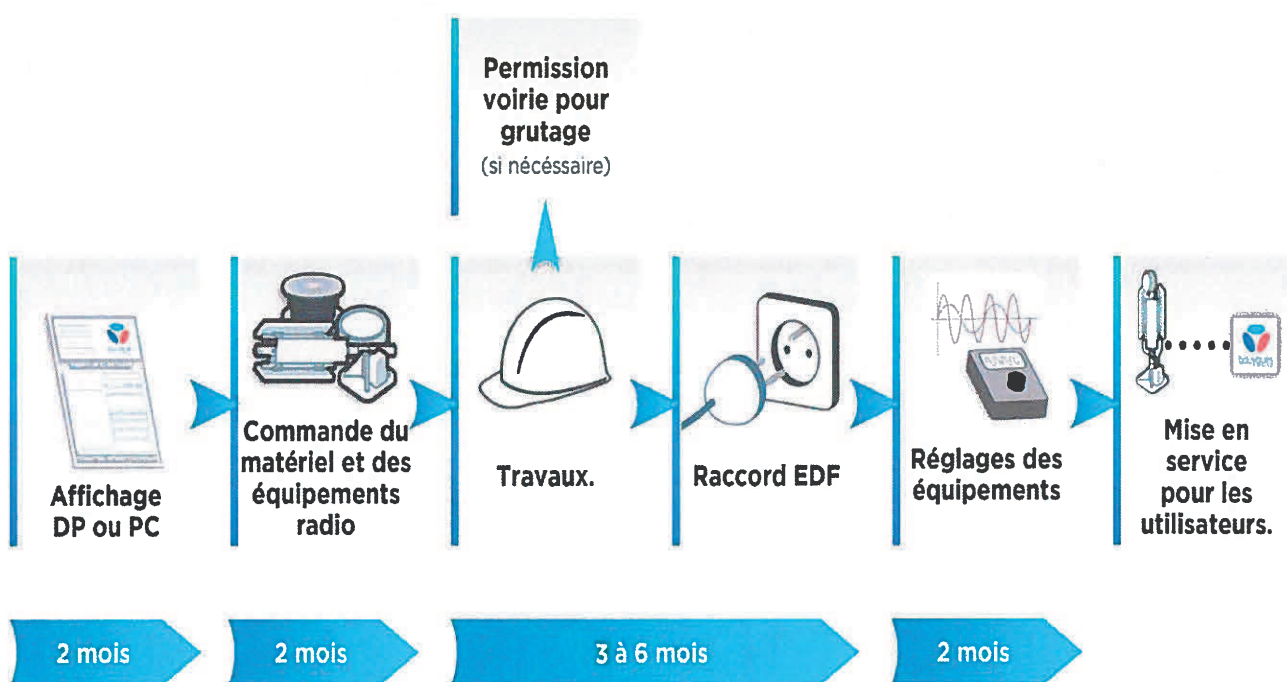 Permission
voirie pour
grutage
(si nécéssaire)
Affichage
DP ou PC
Commande du
matériel et des
équipements
radio
Travaux.
Raccord EDF
Réglages des
équipements
Mise en
service
pour les
utilisateurs.
2 mois
2 mois
3 à 6 mois
2 mois